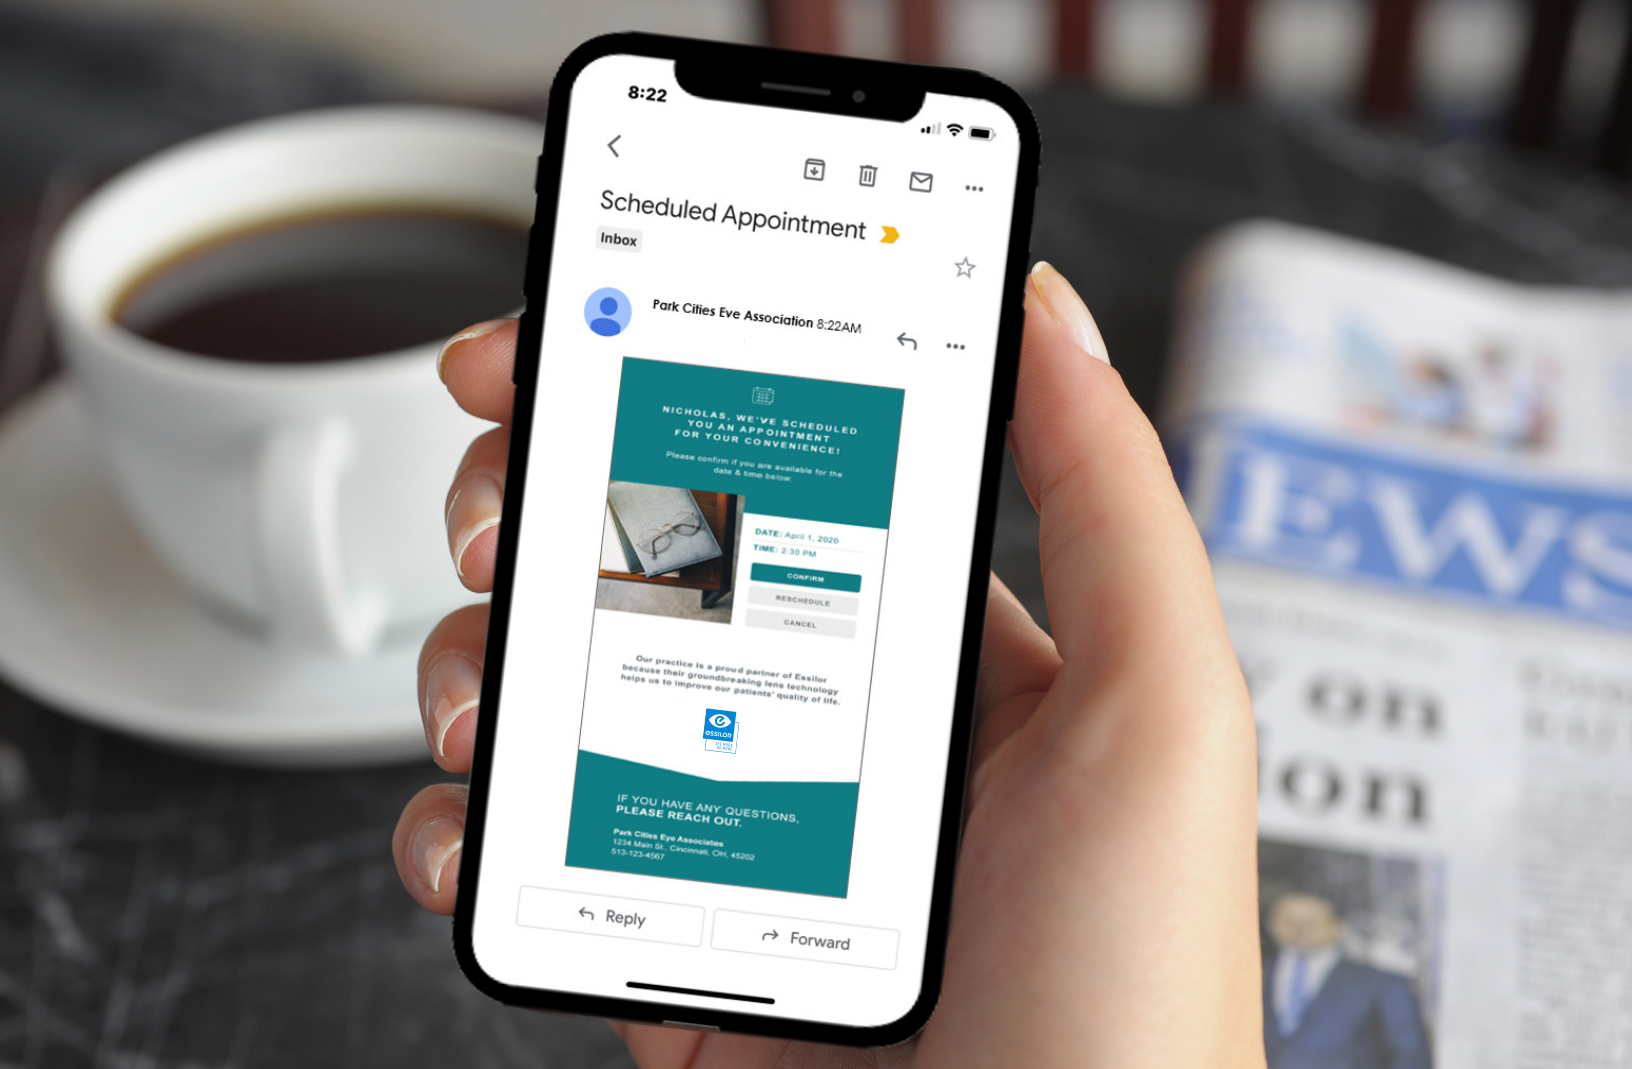 8:22
Scheduled Appointment
Inbox
Park Cities Eve Association 8:22AM
NICHOLAS, WE'VE SCHEDULED
YOU AN APPOINTMENT
FOR YOUR CONVENIENCE!
Please confirm if you are available for the
date & time below:
DATE: April 1, 2020
TIME: 2:30 PM
CONFIRM
RESCHEDULE
CANCEL
Our practice is a proud partner of Essilor
because their groundbreaking lens technology
helps us to improve our patients' quality of life.
essilor
IF YOU HAVE ANY QUESTIONS,
PLEASE REACH OUT.
Park Cities Eye Associates
1234 Main St., Cincinnati, OH, 45202
513-123-4567
Reply
Forward
EWS
on
ion